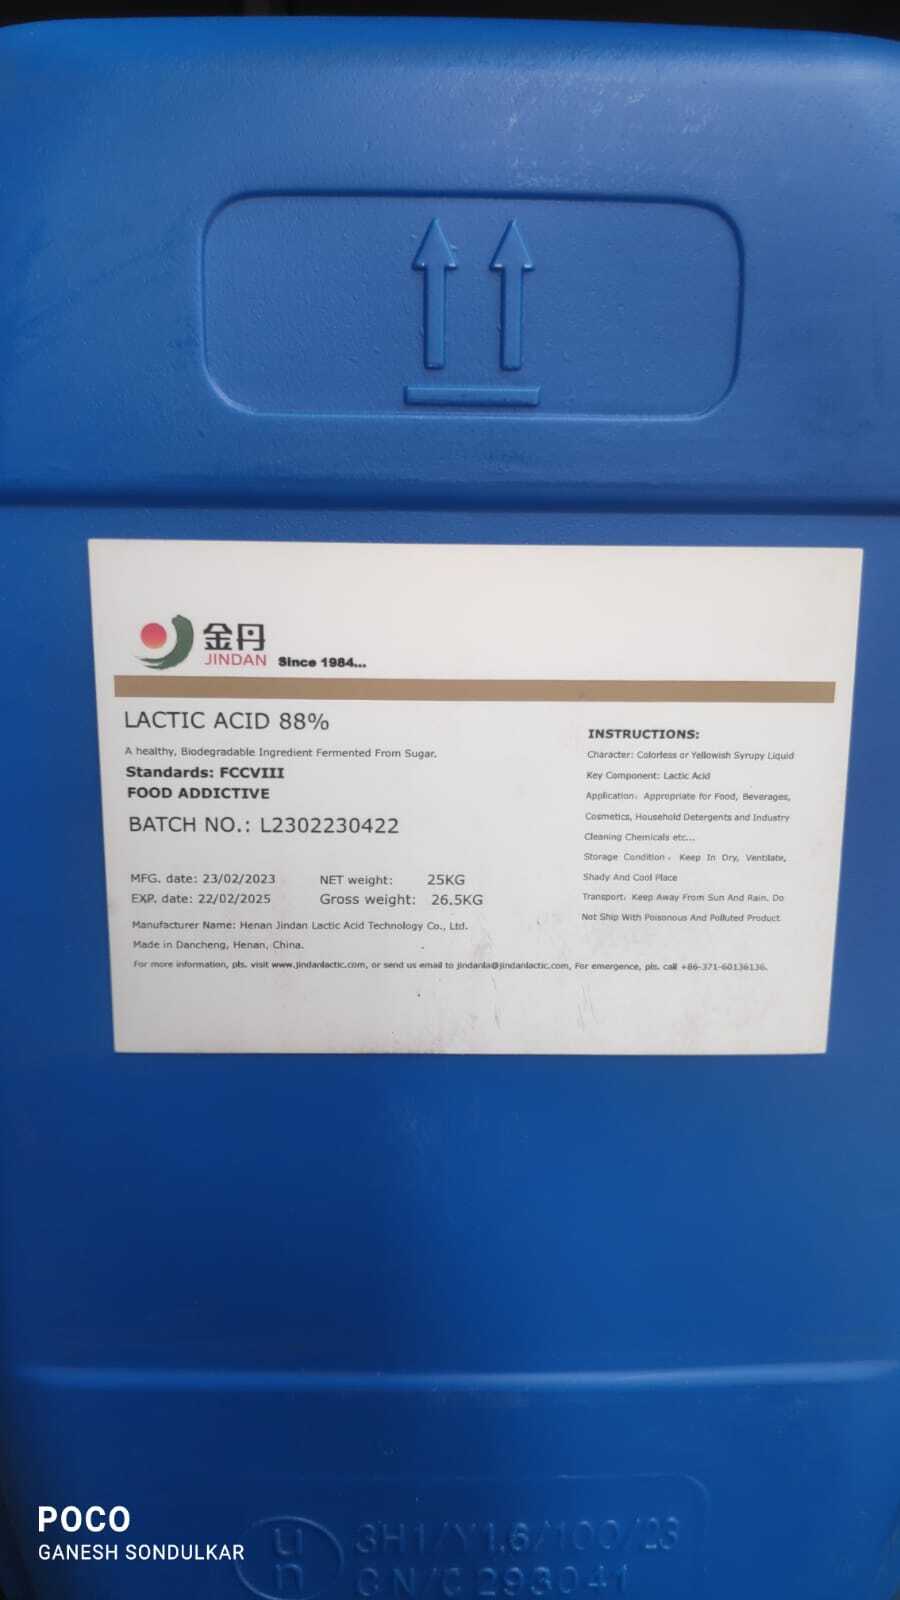 金丹
JINDAN Since 1984...
LACTIC ACID 88%
A healthy, Biodegradable Ingredient Fermented From Sugar.
Standards: FCCVIII
FOOD ADDICTIVE
BATCH NO.: L2302230422
MFG. date: 23/02/2023 NET weight: 25KG
EXP. date: 22/02/2025 Gross weight: 26.5KG
Manufacturer Name: Henan Jindan Lactic Acid Technology Co., Ltd.
Made in Dancheng, Henan, China.
For more information, pls. visit www.jindanlactic.com, or send us email to jindanla@jindanlactic.com, For emergence, pls. call +86-371-60136136.
INSTRUCTIONS:
Character: Colorless or Yellowish Syrupy Liquid
Key Component: Lactic Acid
Application: Appropriate for Food, Beverages,
Cosmetics, Household Detergents and Industry
Cleaning Chemicals etc...
Storage Condition: Keep In Dry, Ventilate,
Shady And Cool Place
Transport: Keep Away From Sun And Rain. Do
Not Ship With Poisonous And Polluted Product
un
3H1/Y1.6/100/23
CN/C 293041
POCO
GANESH SONDULKAR